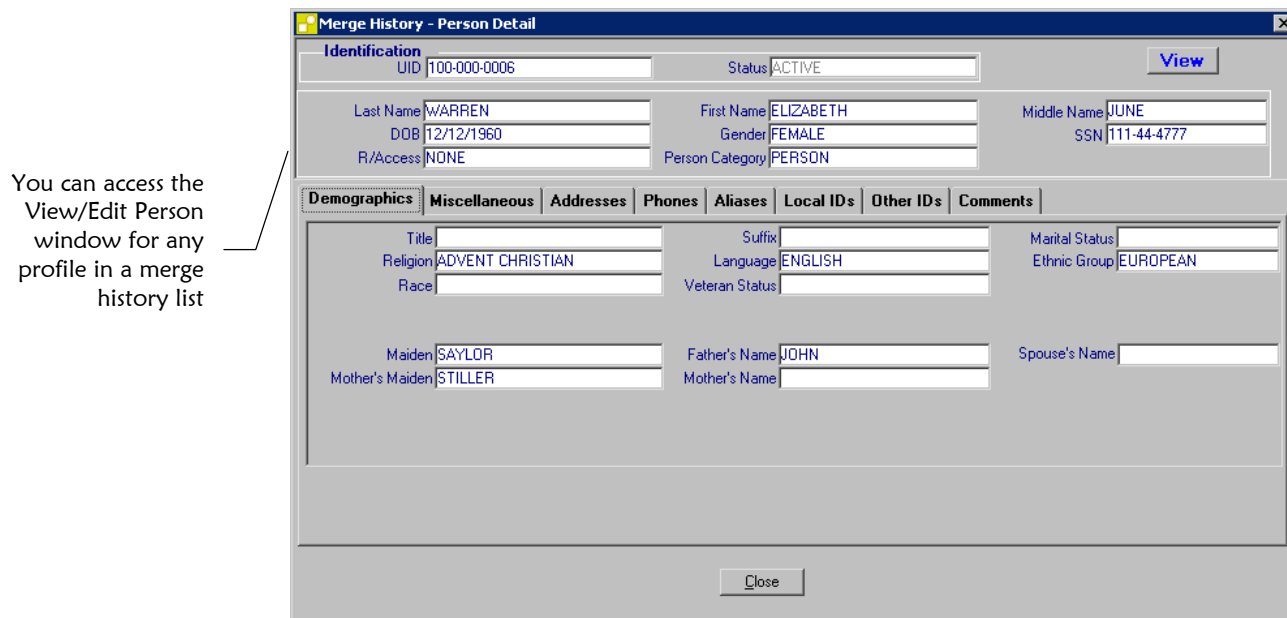 Merge History - Person Detail
Identification
UID 100-000-0006 Status ACTIVE View
Last Name WARREN First Name ELIZABETH Middle Name JUNE
DOB 12/12/1960 Gender FEMALE SSN 111-44-4777
R/Access NONE Person Category PERSON
You can access the
View/Edit Person
window for any
profile in a merge
history list
Demographics Miscellaneous Addresses Phones Aliases Local IDs Other IDs Comments
Title Suffix Marital Status
Religion ADVENT CHRISTIAN Language ENGLISH Ethnic Group EUROPEAN
Race Veteran Status
Maiden SAYLOR Father's Name JOHN Spouse's Name
Mother's Maiden STILLER Mother's Name
Close